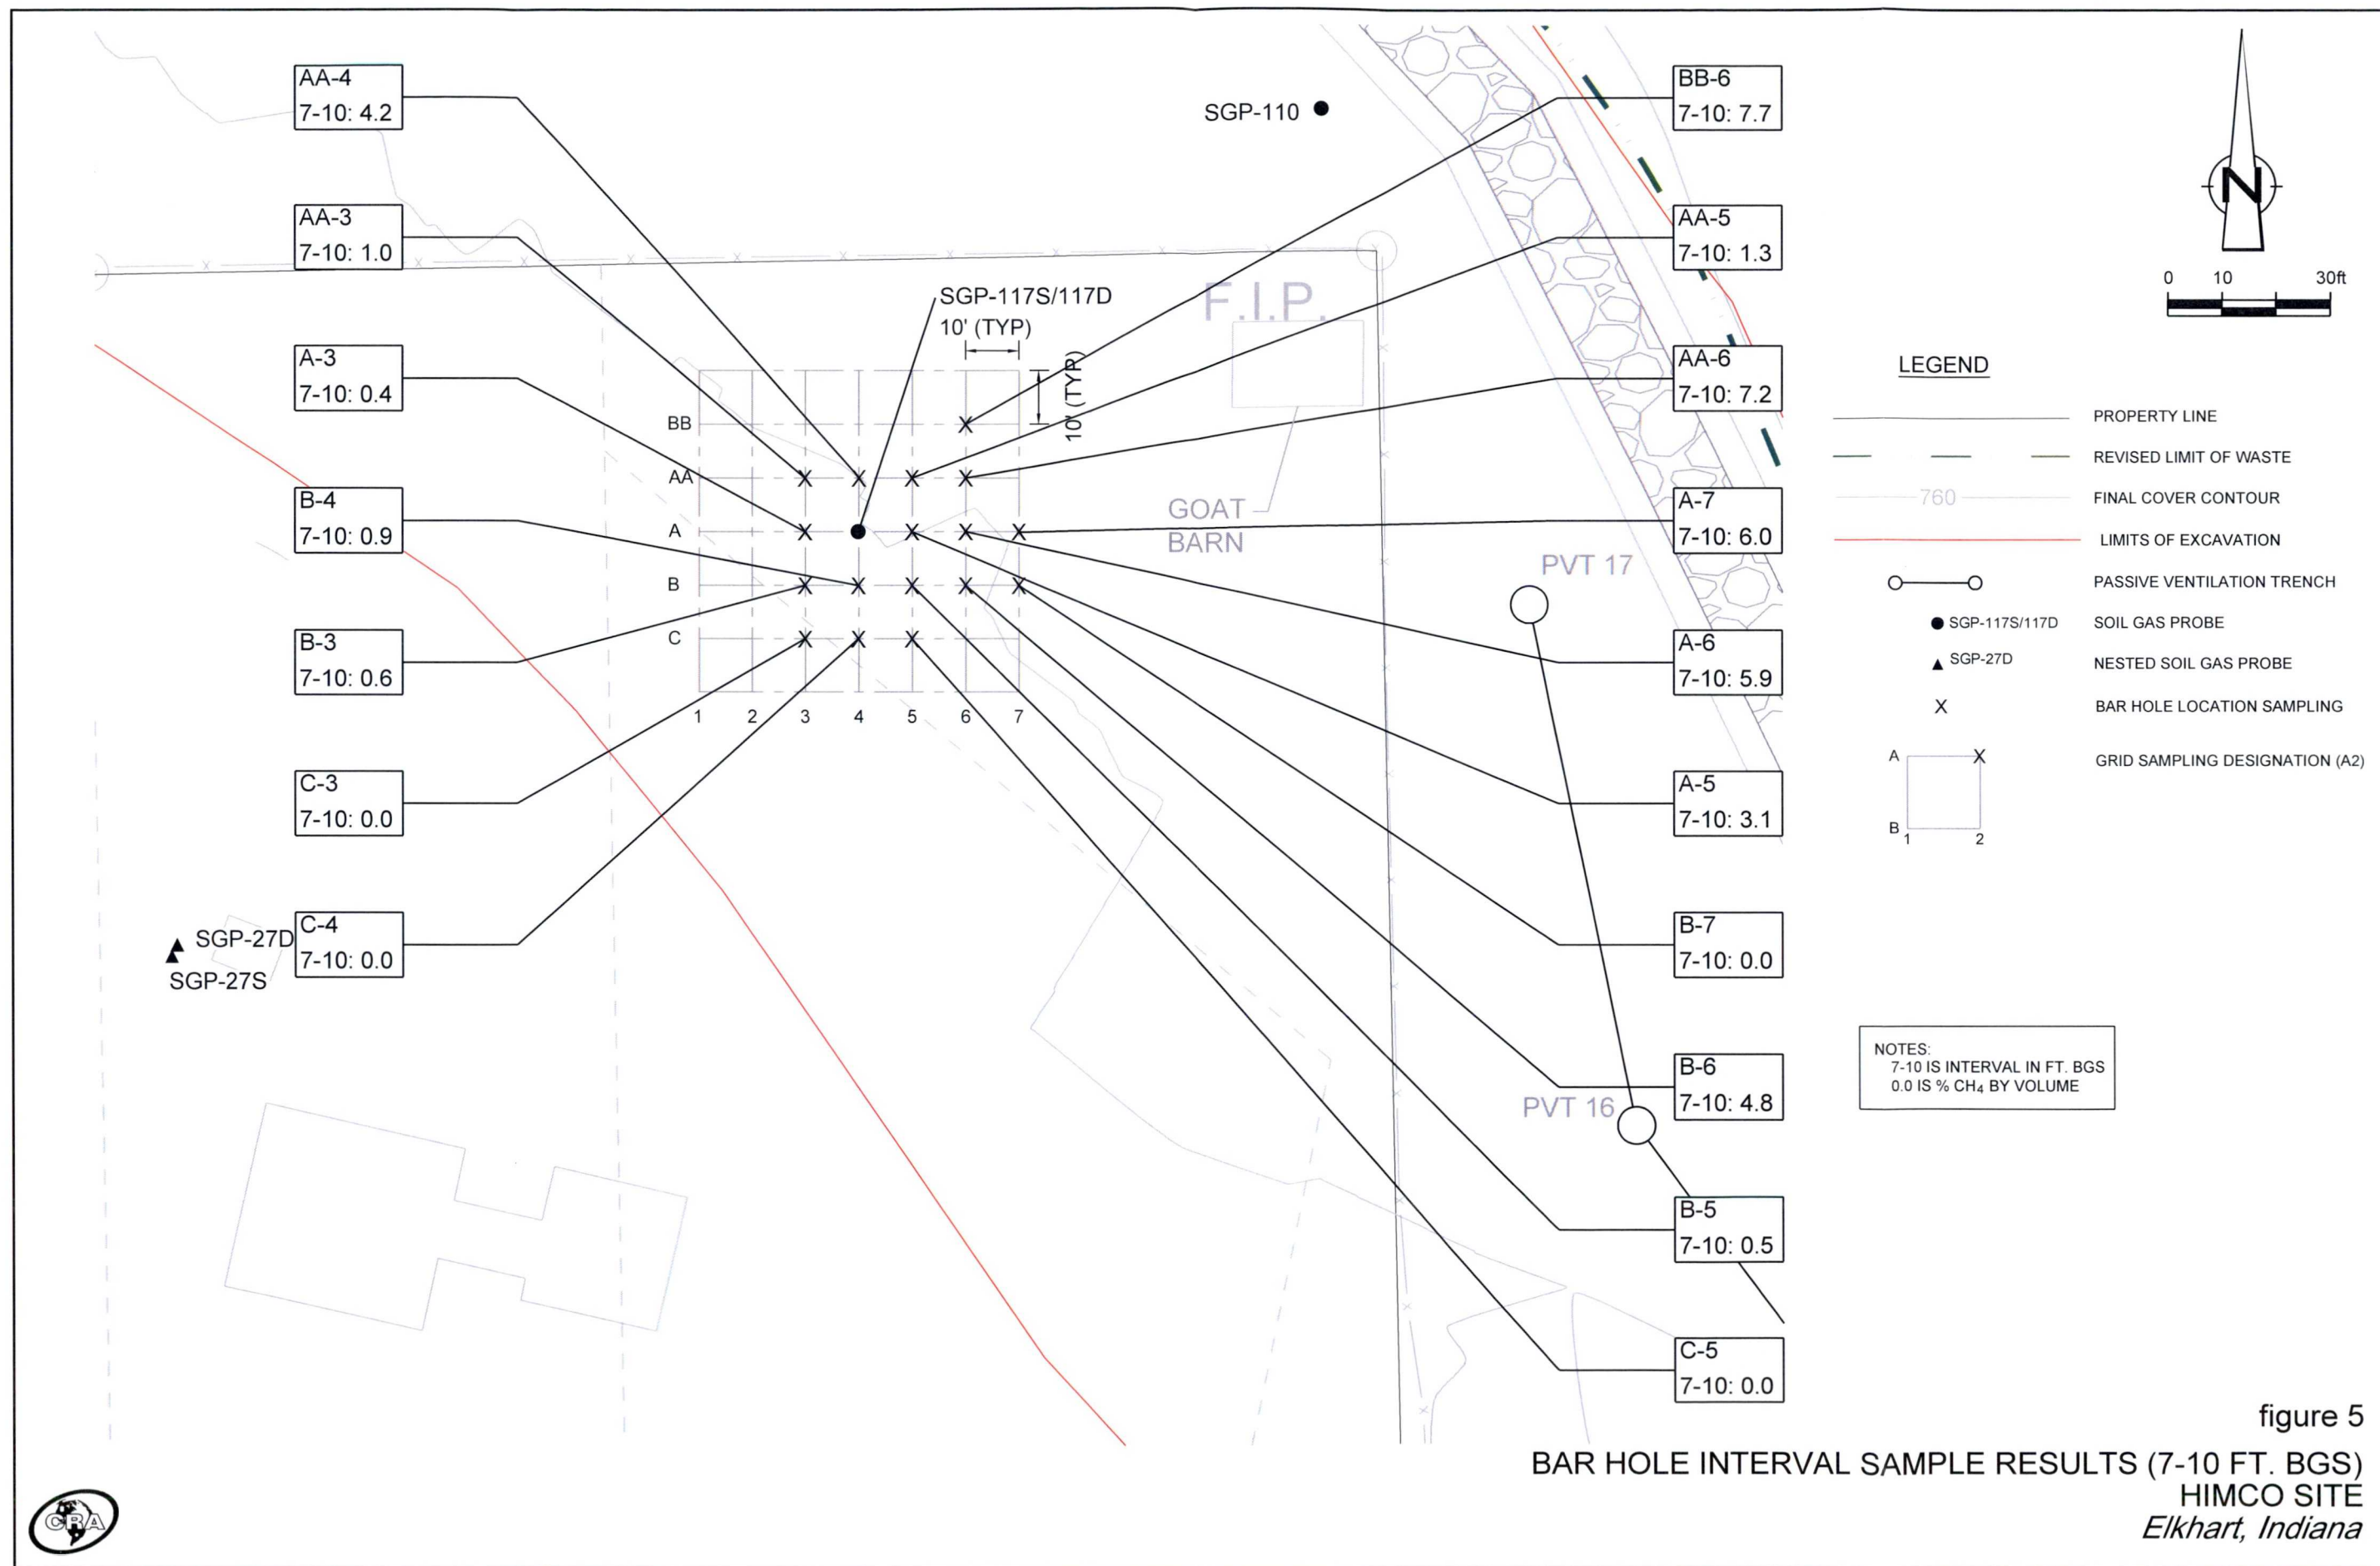 AA-4
7-10: 4.2
AA-3
7-10: 1.0
A-3
7-10: 0.4
B-4
7-10: 0.9
B-3
7-10: 0.6
C-3
7-10: 0.0
C-4
7-10: 0.0
SGP-27D
SGP-27S
SGP-110
SGP-117S/117D
10' (TYP)
10' (TYP)
F.I.P.
GOAT
BARN
BB
AA
A
B
C
1 2 3 4 5 6 7
PVT 17
PVT 16
BB-6
7-10: 7.7
AA-5
7-10: 1.3
AA-6
7-10: 7.2
A-7
7-10: 6.0
A-6
7-10: 5.9
A-5
7-10: 3.1
B-7
7-10: 0.0
B-6
7-10: 4.8
B-5
7-10: 0.5
C-5
7-10: 0.0
N
0 10 30ft
LEGEND
PROPERTY LINE
REVISED LIMIT OF WASTE
760 FINAL COVER CONTOUR
LIMITS OF EXCAVATION
PASSIVE VENTILATION TRENCH
SGP-117S/117D SOIL GAS PROBE
SGP-27D NESTED SOIL GAS PROBE
X BAR HOLE LOCATION SAMPLING
A X GRID SAMPLING DESIGNATION (A2)
B
1 2
NOTES:
7-10 IS INTERVAL IN FT. BGS
0.0 IS % CH₄ BY VOLUME
figure 5
BAR HOLE INTERVAL SAMPLE RESULTS (7-10 FT. BGS)
HIMCO SITE
Elkhart, Indiana
CRA